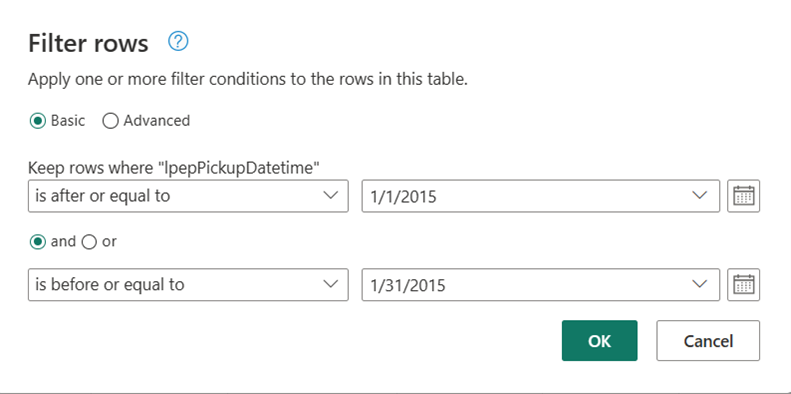 Filter rows
Apply one or more filter conditions to the rows in this table.
Basic Advanced
Keep rows where "lpepPickupDatetime"
is after or equal to 1/1/2015
and or
is before or equal to 1/31/2015
OK Cancel